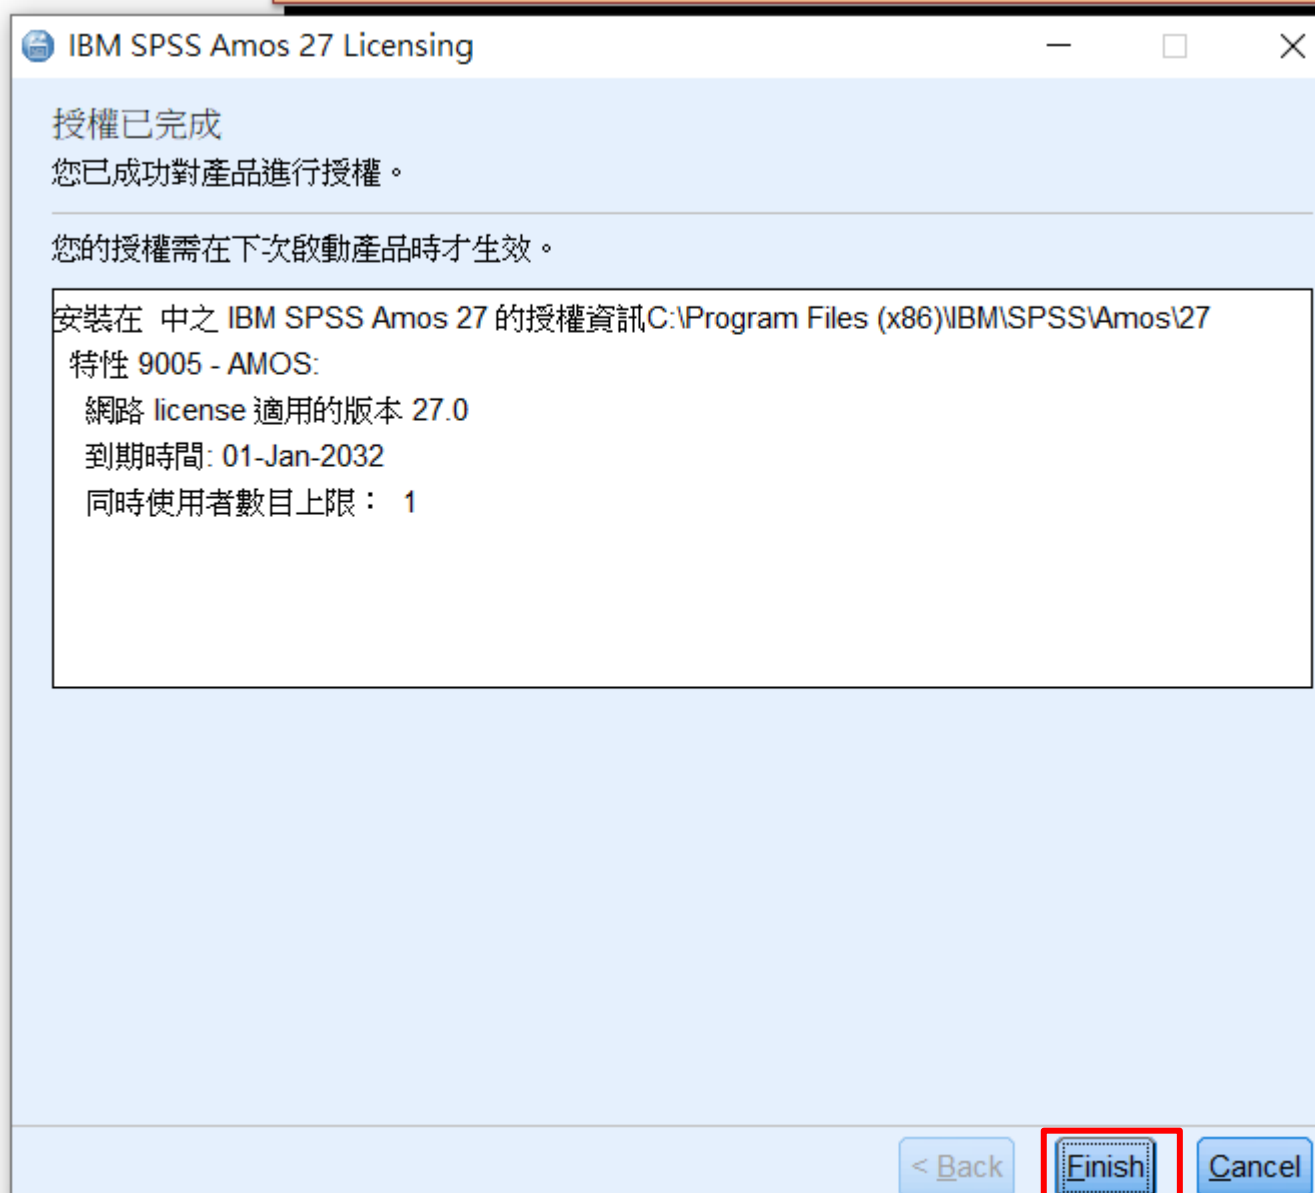 IBM SPSS Amos 27 Licensing
授權已完成
您已成功對產品進行授權。
您的授權需在下次啟動產品時才生效。
安裝在 中之 IBM SPSS Amos 27 的授權資訊C:\Program Files (x86)\IBM\SPSS\Amos\27
特性 9005 - AMOS:
網路 license 適用的版本 27.0
到期時間: 01-Jan-2032
同時使用者數目上限： 1
< Back Finish Cancel